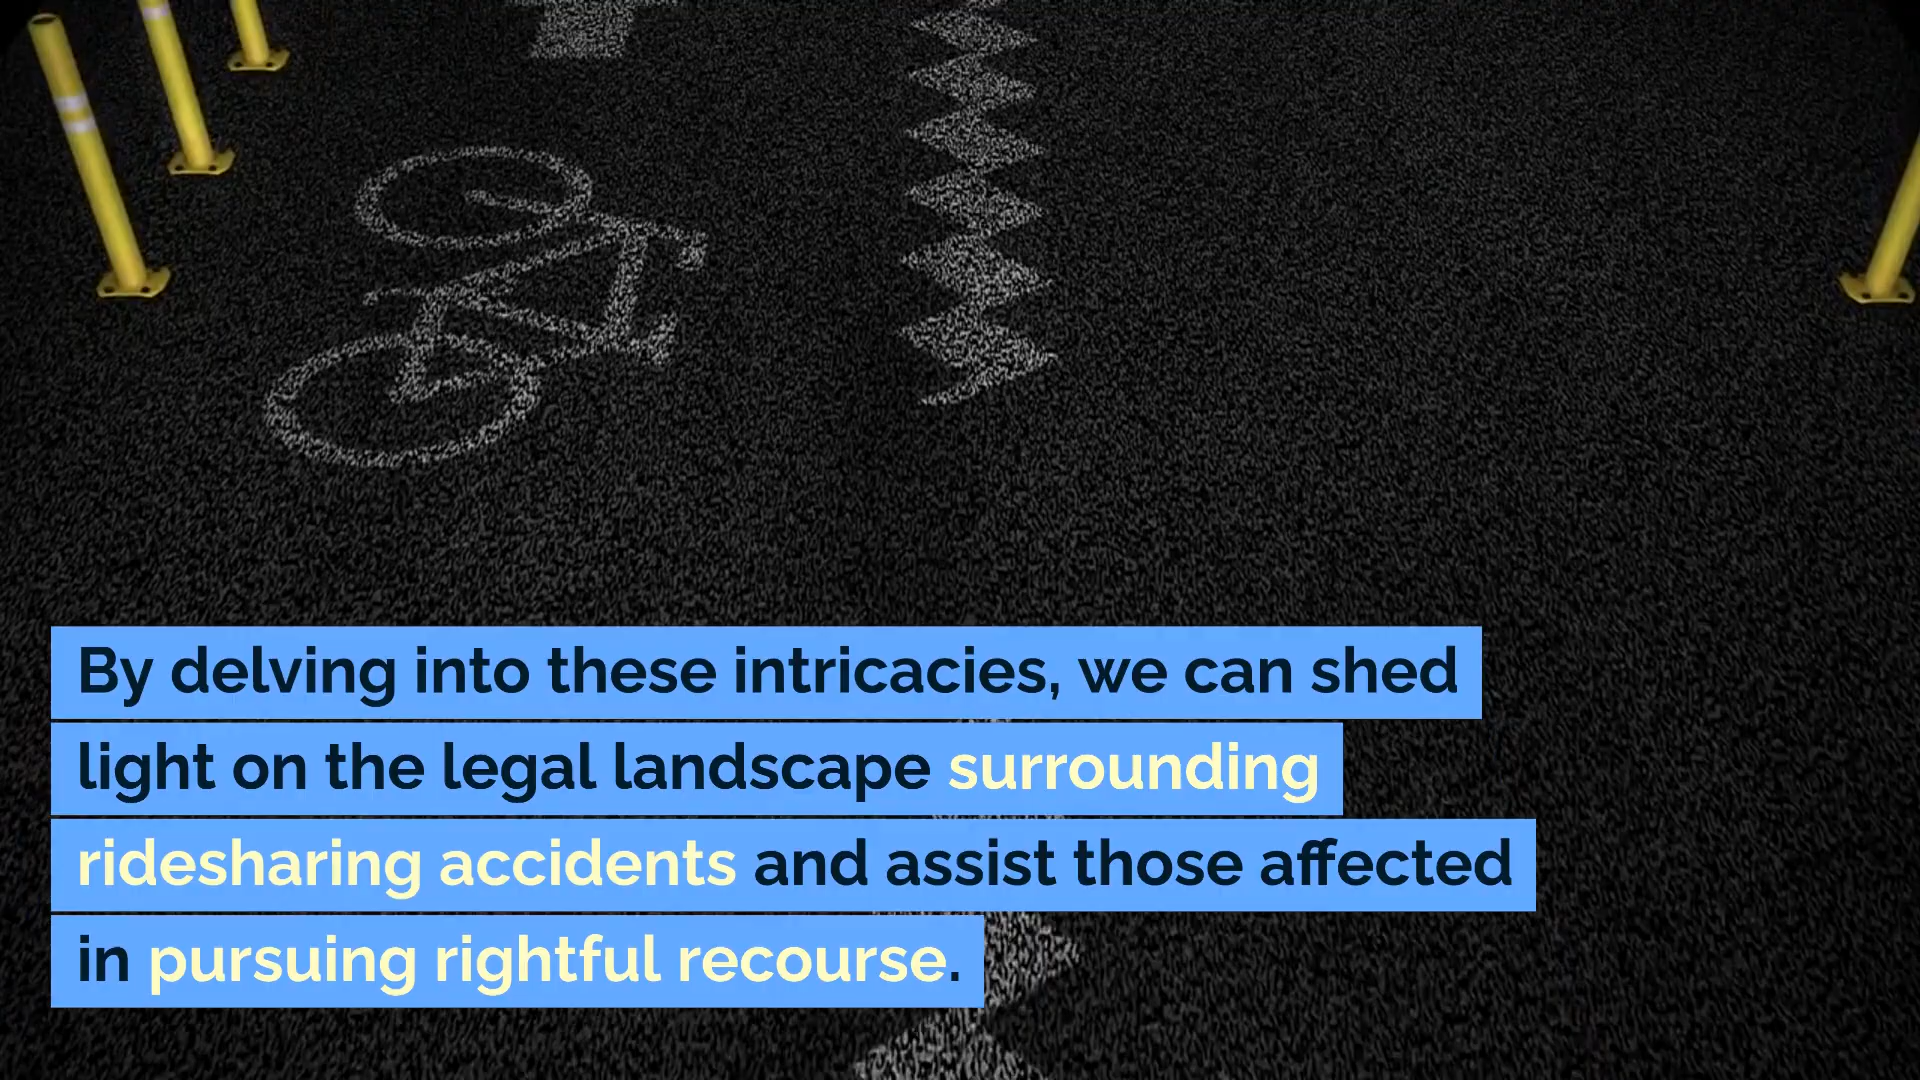 By delving into these intricacies, we can shed
light on the legal landscape surrounding
ridesharing accidents and assist those affected
in pursuing rightful recourse.